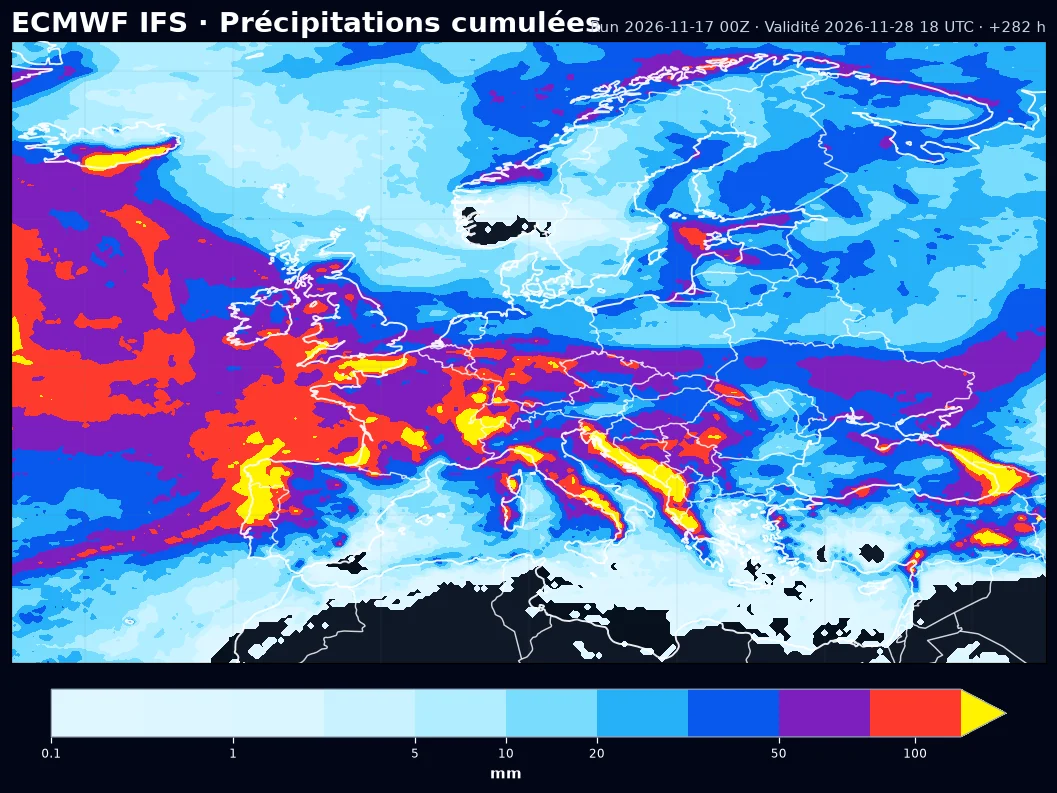 ECMWF IFS · Précipitations cumulées
Run 2026-11-17 00Z · Validité 2026-11-28 18 UTC · +282 h
0.1 1 5 10 20 50 100
mm